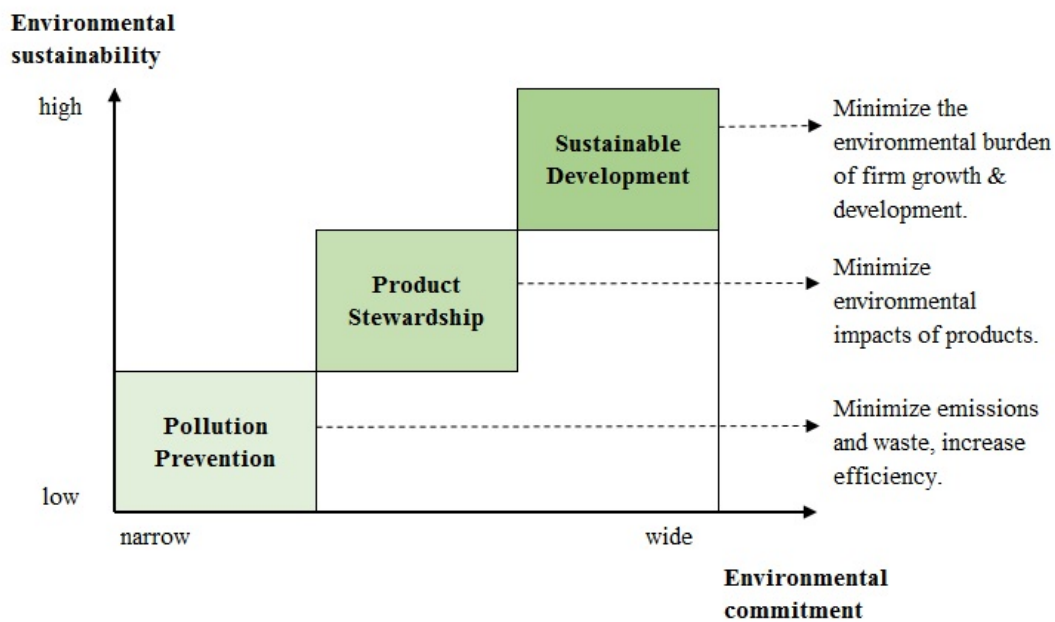 Environmental
sustainability
high
Sustainable
Development
Minimize the
environmental burden
of firm growth &
development.
Product
Stewardship
Minimize
environmental
impacts of products.
Pollution
Prevention
Minimize emissions
and waste, increase
efficiency.
low
narrow
wide
Environmental
commitment